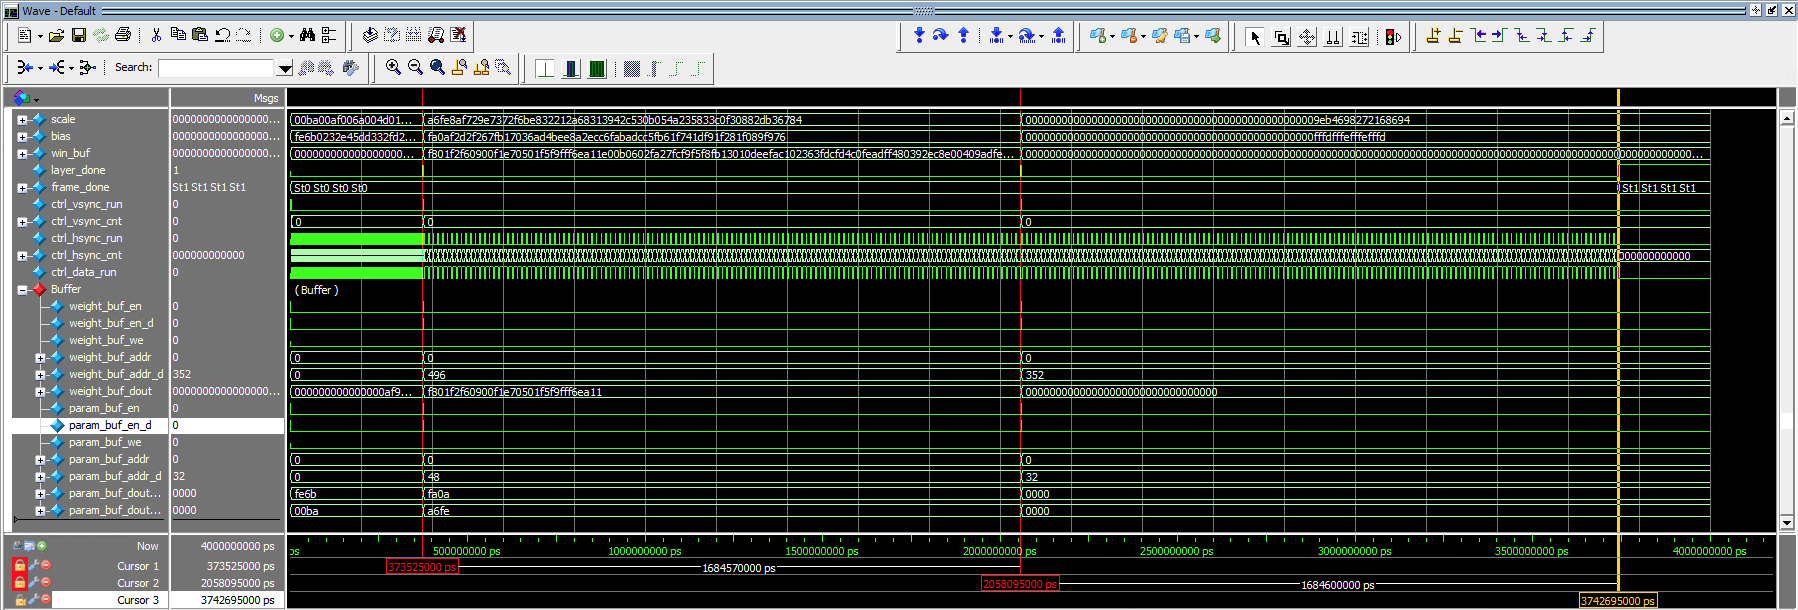 Wave - Default
Search:
Msgs
scale 0000000000000000... 00ba00af006a004d01... a6fe8af729e7372f6be832212a68313942c530b054a235833c0f30882db36784
bias 0000000000000000... fe6b0232e45dd332fd2... fa0af2d2f267fb17036ad4bee8a2ecc6fabadcc5fb61f741df91f281f089f976
win_buf 0000000000000000... f801f2f60900f1e70501f5f9fff6ea11e00b0602fa27fcf9f5f8fb13010deefac102363fdcfd4c0feadff480392ec8e00409adfe...
layer_done 1
frame_done St1 St1 St1 St1 St0 St0 St0 St0 St1 St1 St1 St1
ctrl_vsync_run 0
ctrl_vsync_cnt 0 0 0 0
ctrl_hsync_run 0
ctrl_hsync_cnt 000000000000 000000000000
ctrl_data_run 0
Buffer ( Buffer )
weight_buf_en 0
weight_buf_en_d 0
weight_buf_we 0
weight_buf_addr 0 0 0 0
weight_buf_addr_d 352 0 496 352
weight_buf_dout 0000000000000000... 000000000000000af9... f801f2f60900f1e70501f5f9fff6ea11 00000000000000000000000000000000
param_buf_en 0
param_buf_en_d 0
param_buf_we 0
param_buf_addr 0 0 0 0
param_buf_addr_d 32 0 48 32
param_buf_dout... 0000 fe6b fa0a 0000
param_buf_dout... 0000 00ba a6fe 0000
Now 4000000000 ps ps 500000000 ps 1000000000 ps 1500000000 ps 2000000000 ps 2500000000 ps 3000000000 ps 3500000000 ps 4000000000 ps
Cursor 1 373525000 ps 373525000 ps 1684570000 ps
Cursor 2 2058095000 ps 2058095000 ps 1684600000 ps
Cursor 3 3742695000 ps 3742695000 ps